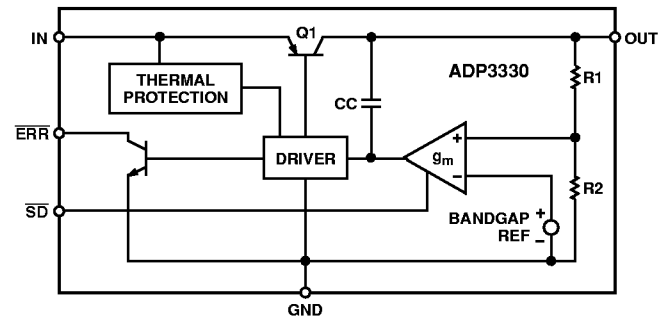 IN
Q1
OUT
THERMAL
PROTECTION
ADP3330
R1
CC
ERR
DRIVER
gm
+
−
R2
SD
BANDGAP
REF
+
−
GND